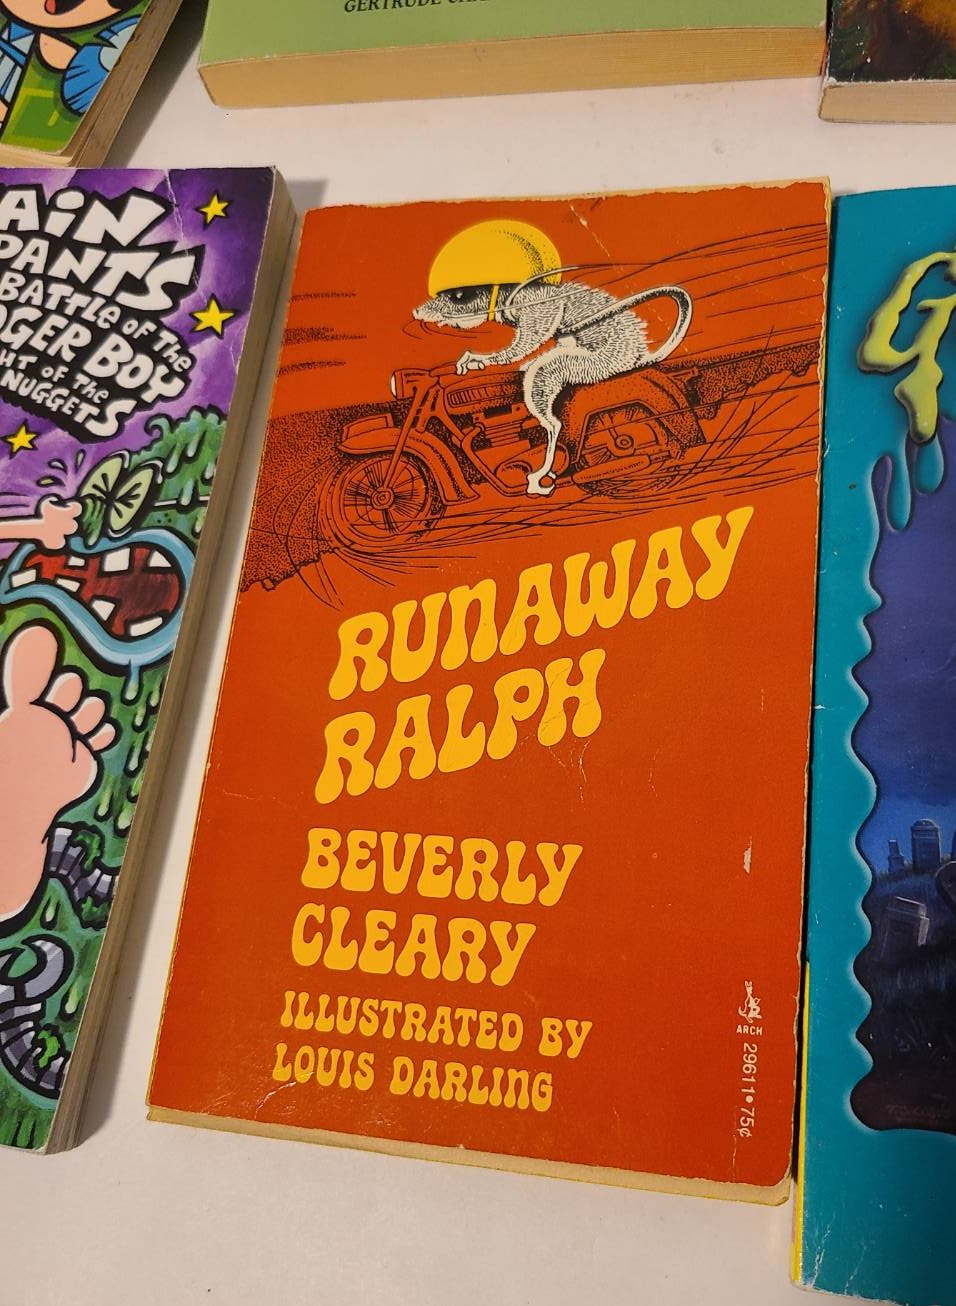 GERTRUDE
AIN
PANTS
BATTLE OF THE
OGER BOY
HT OF THE
NUGGETS
RUNAWAY
RALPH
BEVERLY
CLEARY
ILLUSTRATED BY
LOUIS DARLING
ARCH
29611•75¢
G